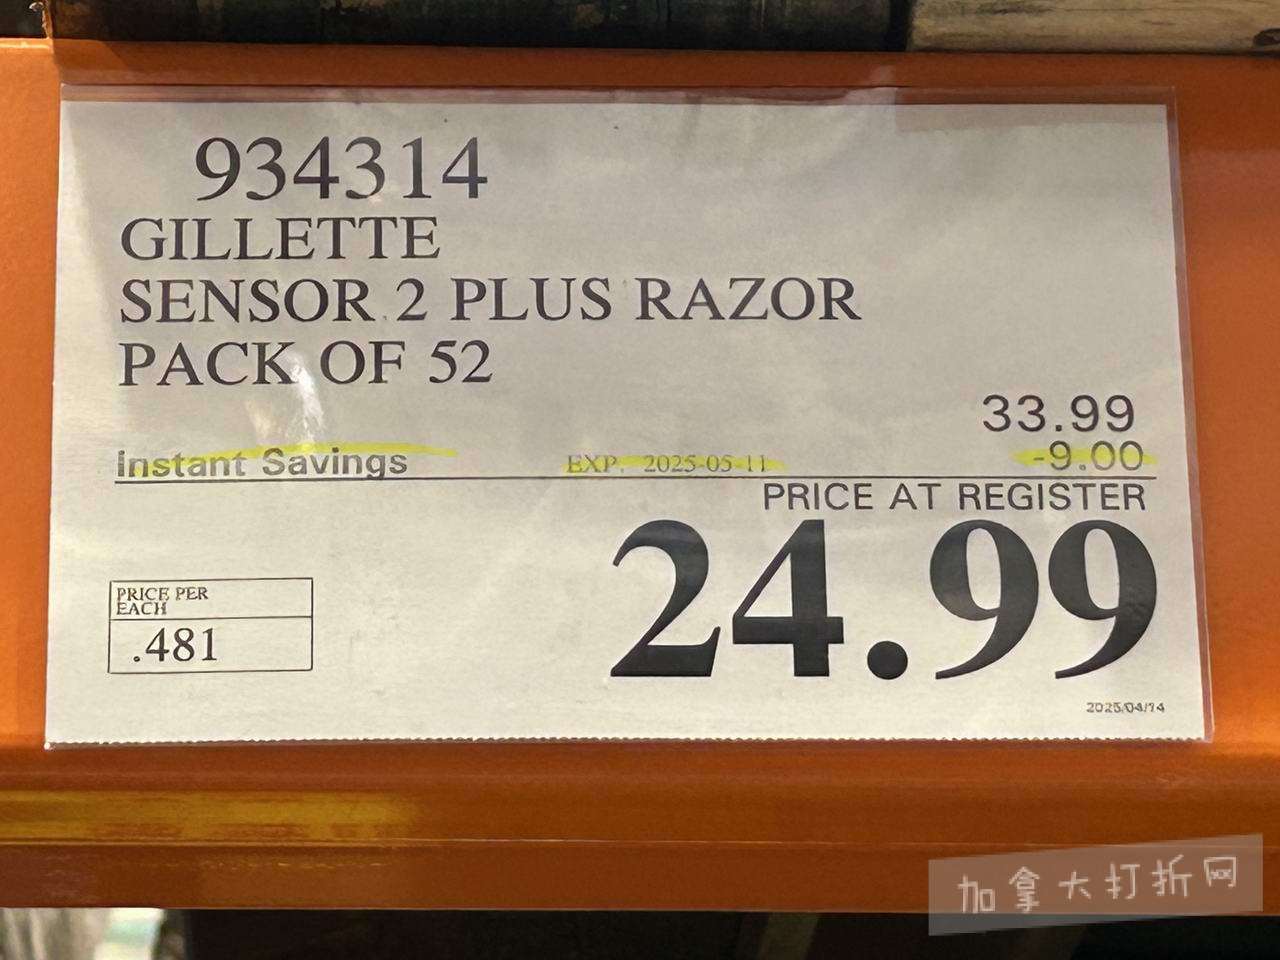 934314
GILLETTE
SENSOR 2 PLUS RAZOR
PACK OF 52
33.99
Instant Savings EXP. 2025-05-11 -9.00
PRICE AT REGISTER
24.99
PRICE PER
EACH
.481
2025/04/14
加拿大打折网